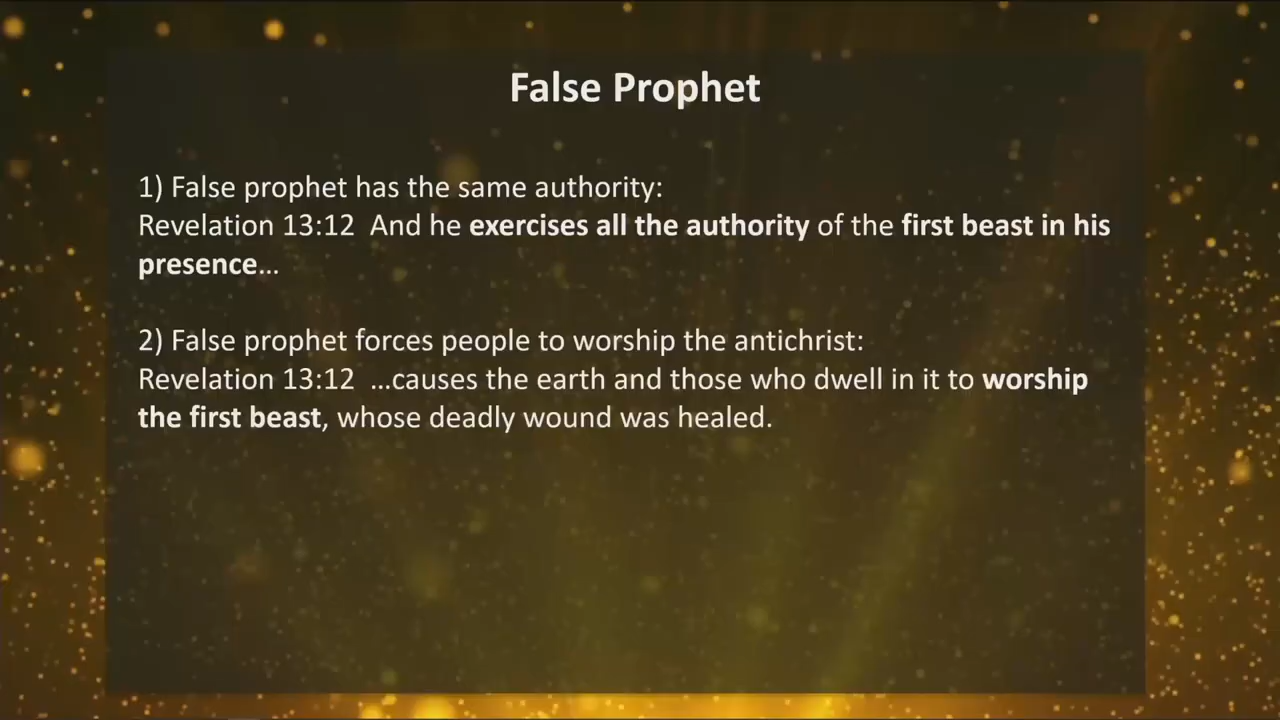 False Prophet
1) False prophet has the same authority:
Revelation 13:12  And he exercises all the authority of the first beast in his
presence...
2) False prophet forces people to worship the antichrist:
Revelation 13:12  ...causes the earth and those who dwell in it to worship
the first beast, whose deadly wound was healed.